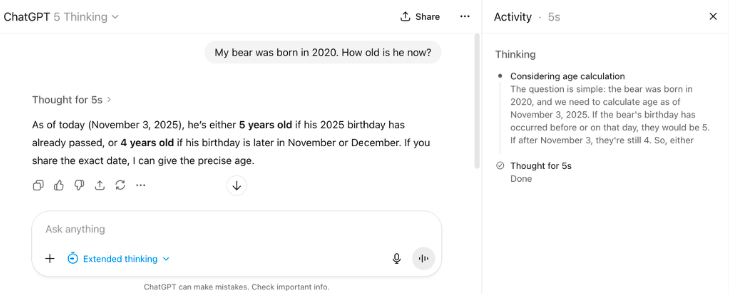 ChatGPT 5 Thinking
Share
My bear was born in 2020. How old is he now?
Thought for 5s
As of today (November 3, 2025), he's either 5 years old if his 2025 birthday has
already passed, or 4 years old if his birthday is later in November or December. If you
share the exact date, I can give the precise age.
Ask anything
Extended thinking
ChatGPT can make mistakes. Check important info.
Activity · 5s
Thinking
Considering age calculation
The question is simple: the bear was born in
2020, and we need to calculate age as of
November 3, 2025. If the bear's birthday has
occurred before or on that day, they would be 5.
If after November 3, they're still 4. So, either
Thought for 5s
Done